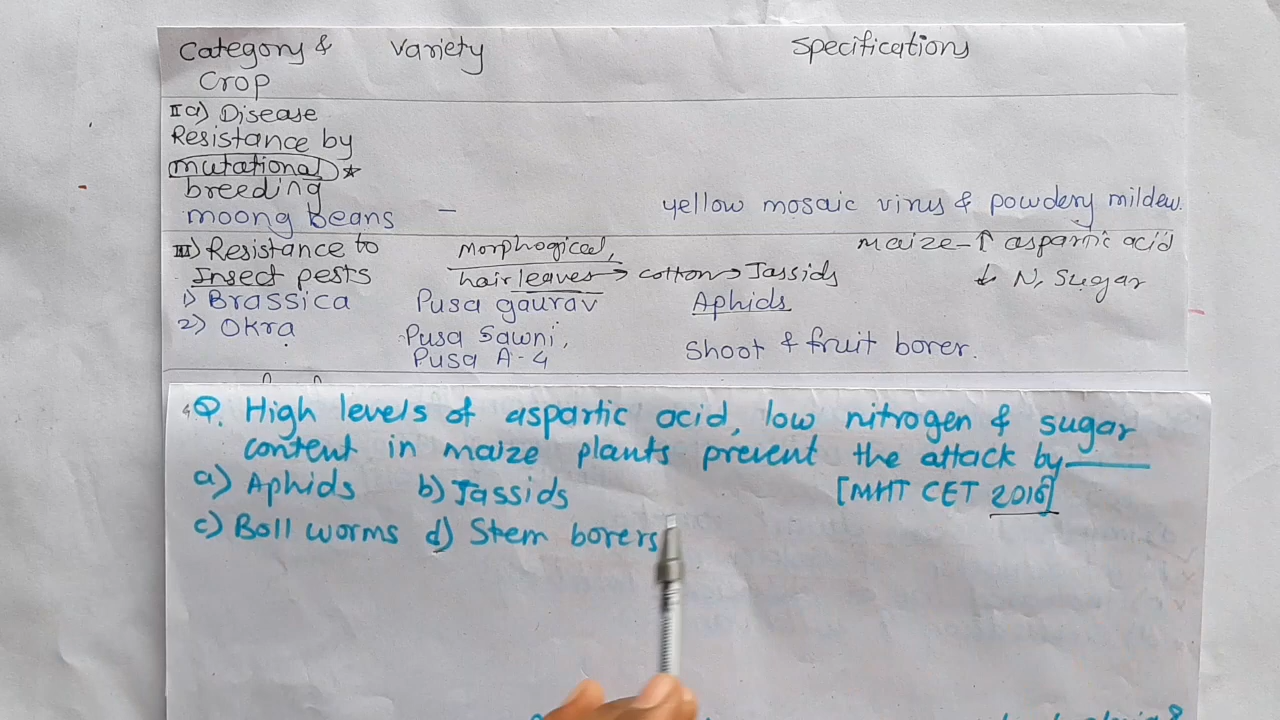 Category & Variety Specifications
Crop
II a) Disease
Resistance by
mutational *
breeding
moong beans — yellow mosaic virus & powdery mildew.
III) Resistance to Morphogical, maize-↑ aspartic acid
Insect pests hair leaves → cotton → Jassids ↓ N, Sugar
1) Brassica Pusa gaurav Aphids
2) Okra Pusa Sawni,
Pusa A-4 Shoot & fruit borer.
Q. High levels of aspartic acid, low nitrogen & sugar
content in maize plants prevent the attack by____
a) Aphids b) Jassids [MHT CET 2016]
c) Boll worms d) Stem borers